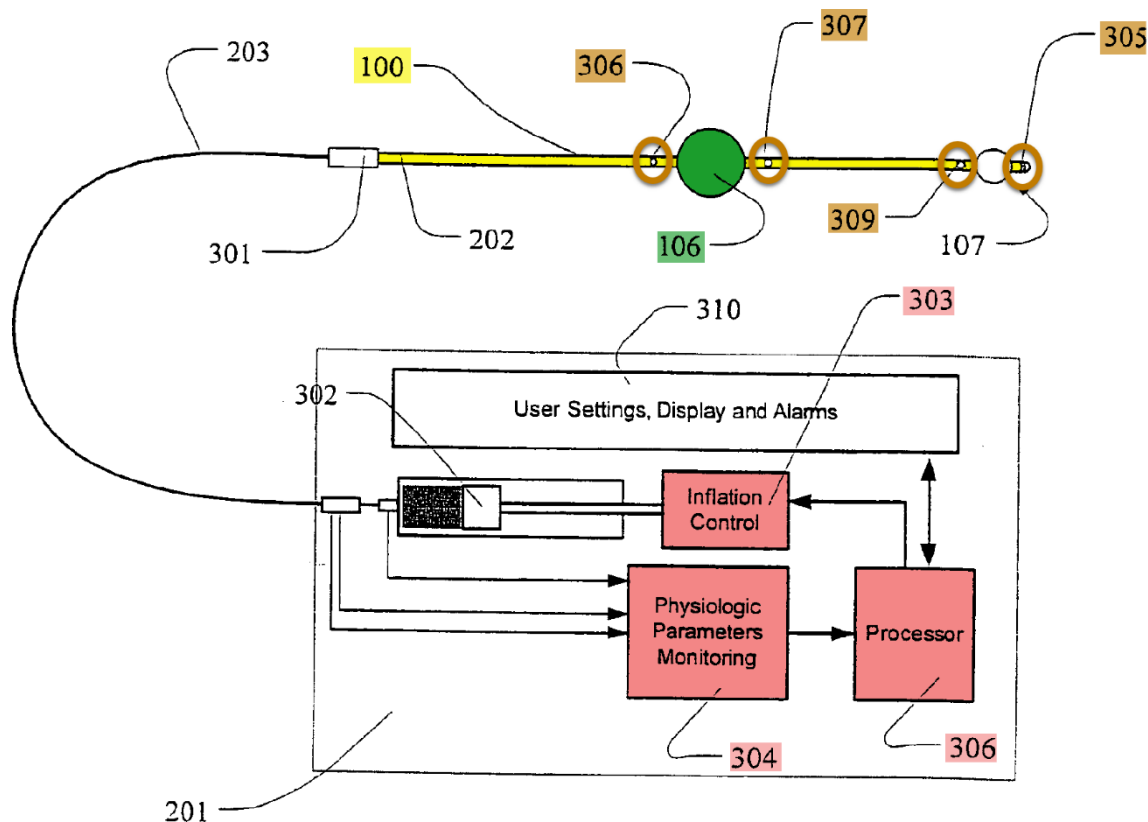 203
100
306
307
305
301
202
106
309
107
310
303
302
User Settings, Display and Alarms
Inflation
Control
Physiologic
Parameters
Monitoring
Processor
304
306
201